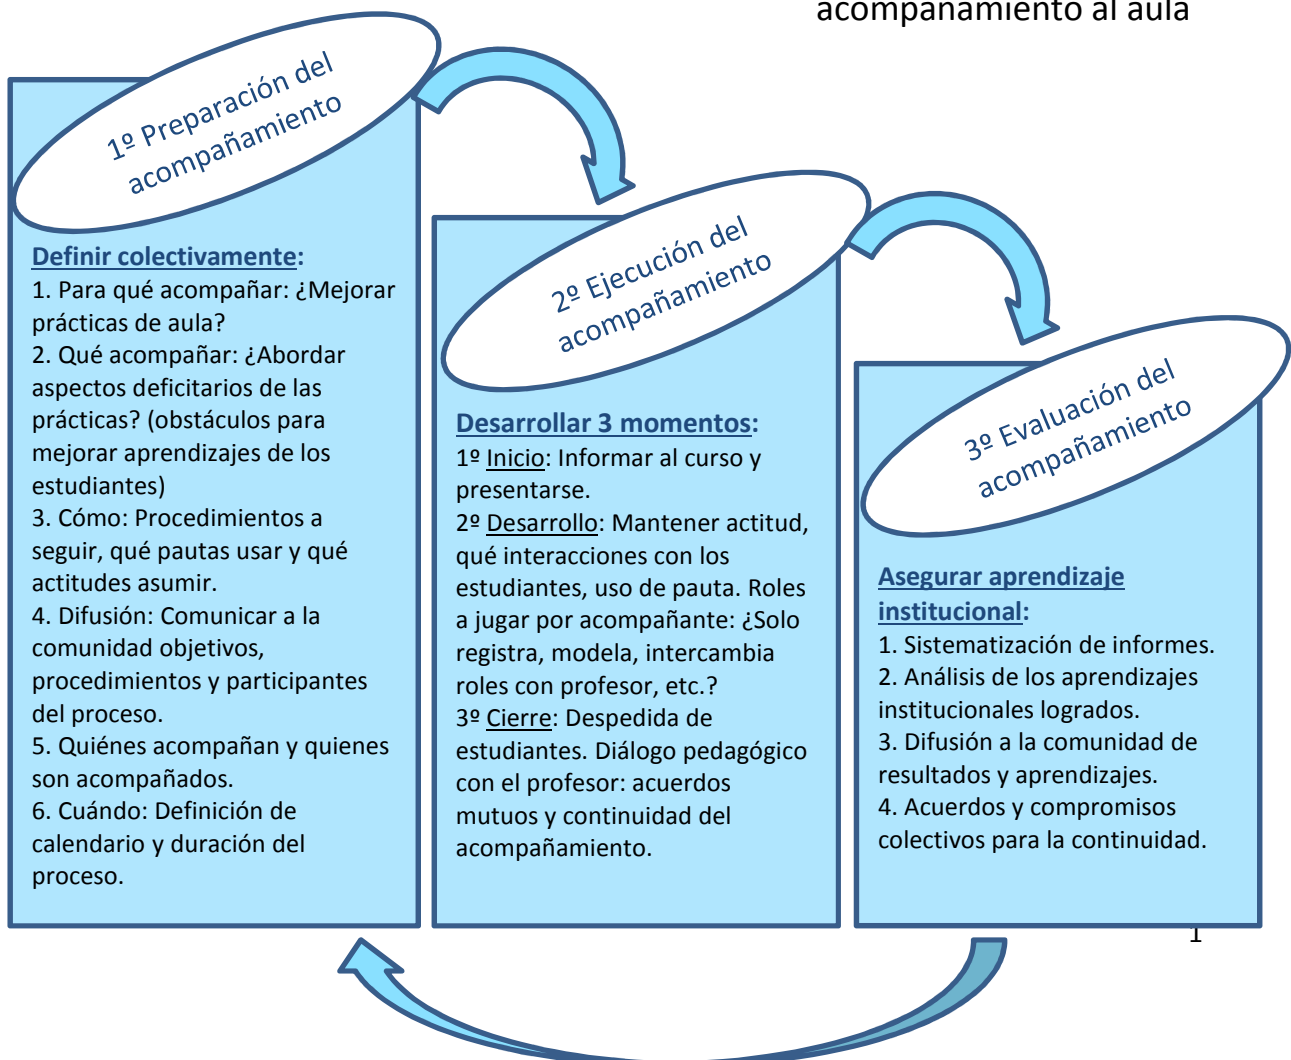 acompañamiento al aula
1º Preparación del
acompañamiento
Definir colectivamente:
1. Para qué acompañar: ¿Mejorar
prácticas de aula?
2. Qué acompañar: ¿Abordar
aspectos deficitarios de las
prácticas? (obstáculos para
mejorar aprendizajes de los
estudiantes)
3. Cómo: Procedimientos a
seguir, qué pautas usar y qué
actitudes asumir.
4. Difusión: Comunicar a la
comunidad objetivos,
procedimientos y participantes
del proceso.
5. Quiénes acompañan y quienes
son acompañados.
6. Cuándo: Definición de
calendario y duración del
proceso.
2º Ejecución del
acompañamiento
Desarrollar 3 momentos:
1º Inicio: Informar al curso y
presentarse.
2º Desarrollo: Mantener actitud,
qué interacciones con los
estudiantes, uso de pauta. Roles
a jugar por acompañante: ¿Solo
registra, modela, intercambia
roles con profesor, etc.?
3º Cierre: Despedida de
estudiantes. Diálogo pedagógico
con el profesor: acuerdos
mutuos y continuidad del
acompañamiento.
3º Evaluación del
acompañamiento
Asegurar aprendizaje
institucional:
1. Sistematización de informes.
2. Análisis de los aprendizajes
institucionales logrados.
3. Difusión a la comunidad de
resultados y aprendizajes.
4. Acuerdos y compromisos
colectivos para la continuidad.
1